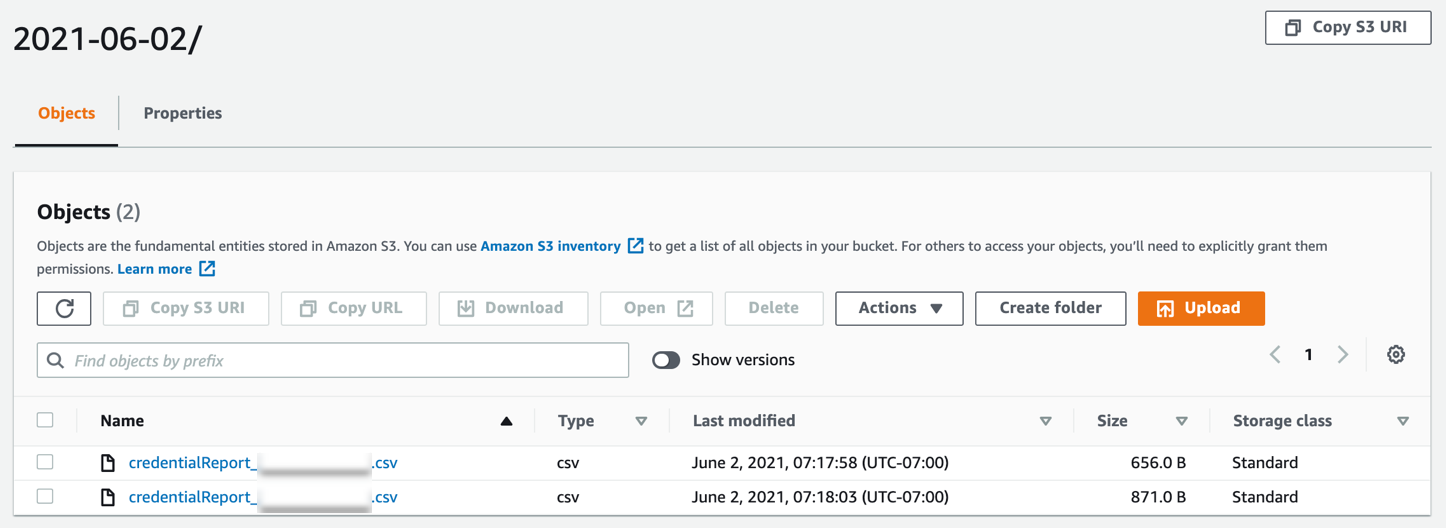 2021-06-02/
Copy S3 URI
Objects
Properties
Objects (2)
Objects are the fundamental entities stored in Amazon S3. You can use Amazon S3 inventory to get a list of all objects in your bucket. For others to access your objects, you’ll need to explicitly grant them
permissions. Learn more
Copy S3 URI Copy URL Download Open Delete Actions Create folder Upload
Find objects by prefix Show versions 1
Name Type Last modified Size Storage class
credentialReport_ .csv csv June 2, 2021, 07:17:58 (UTC-07:00) 656.0 B Standard
credentialReport_ .csv csv June 2, 2021, 07:18:03 (UTC-07:00) 871.0 B Standard